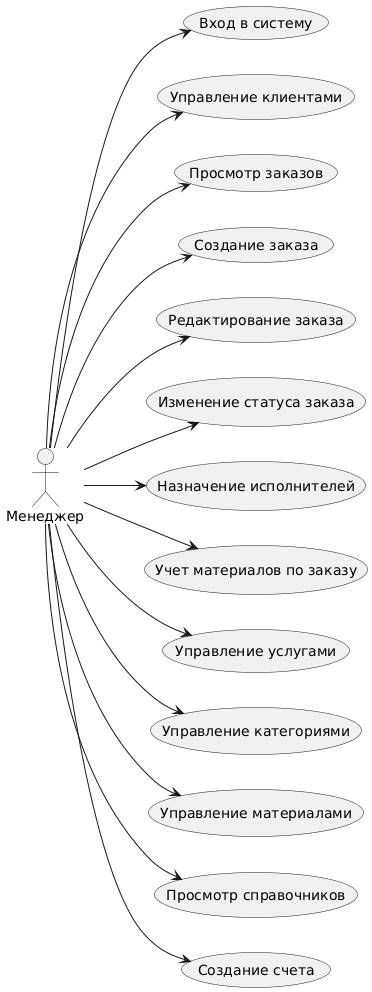 Вход в систему
Управление клиентами
Просмотр заказов
Создание заказа
Редактирование заказа
Изменение статуса заказа
Назначение исполнителей
Менеджер
Учет материалов по заказу
Управление услугами
Управление категориями
Управление материалами
Просмотр справочников
Создание счета